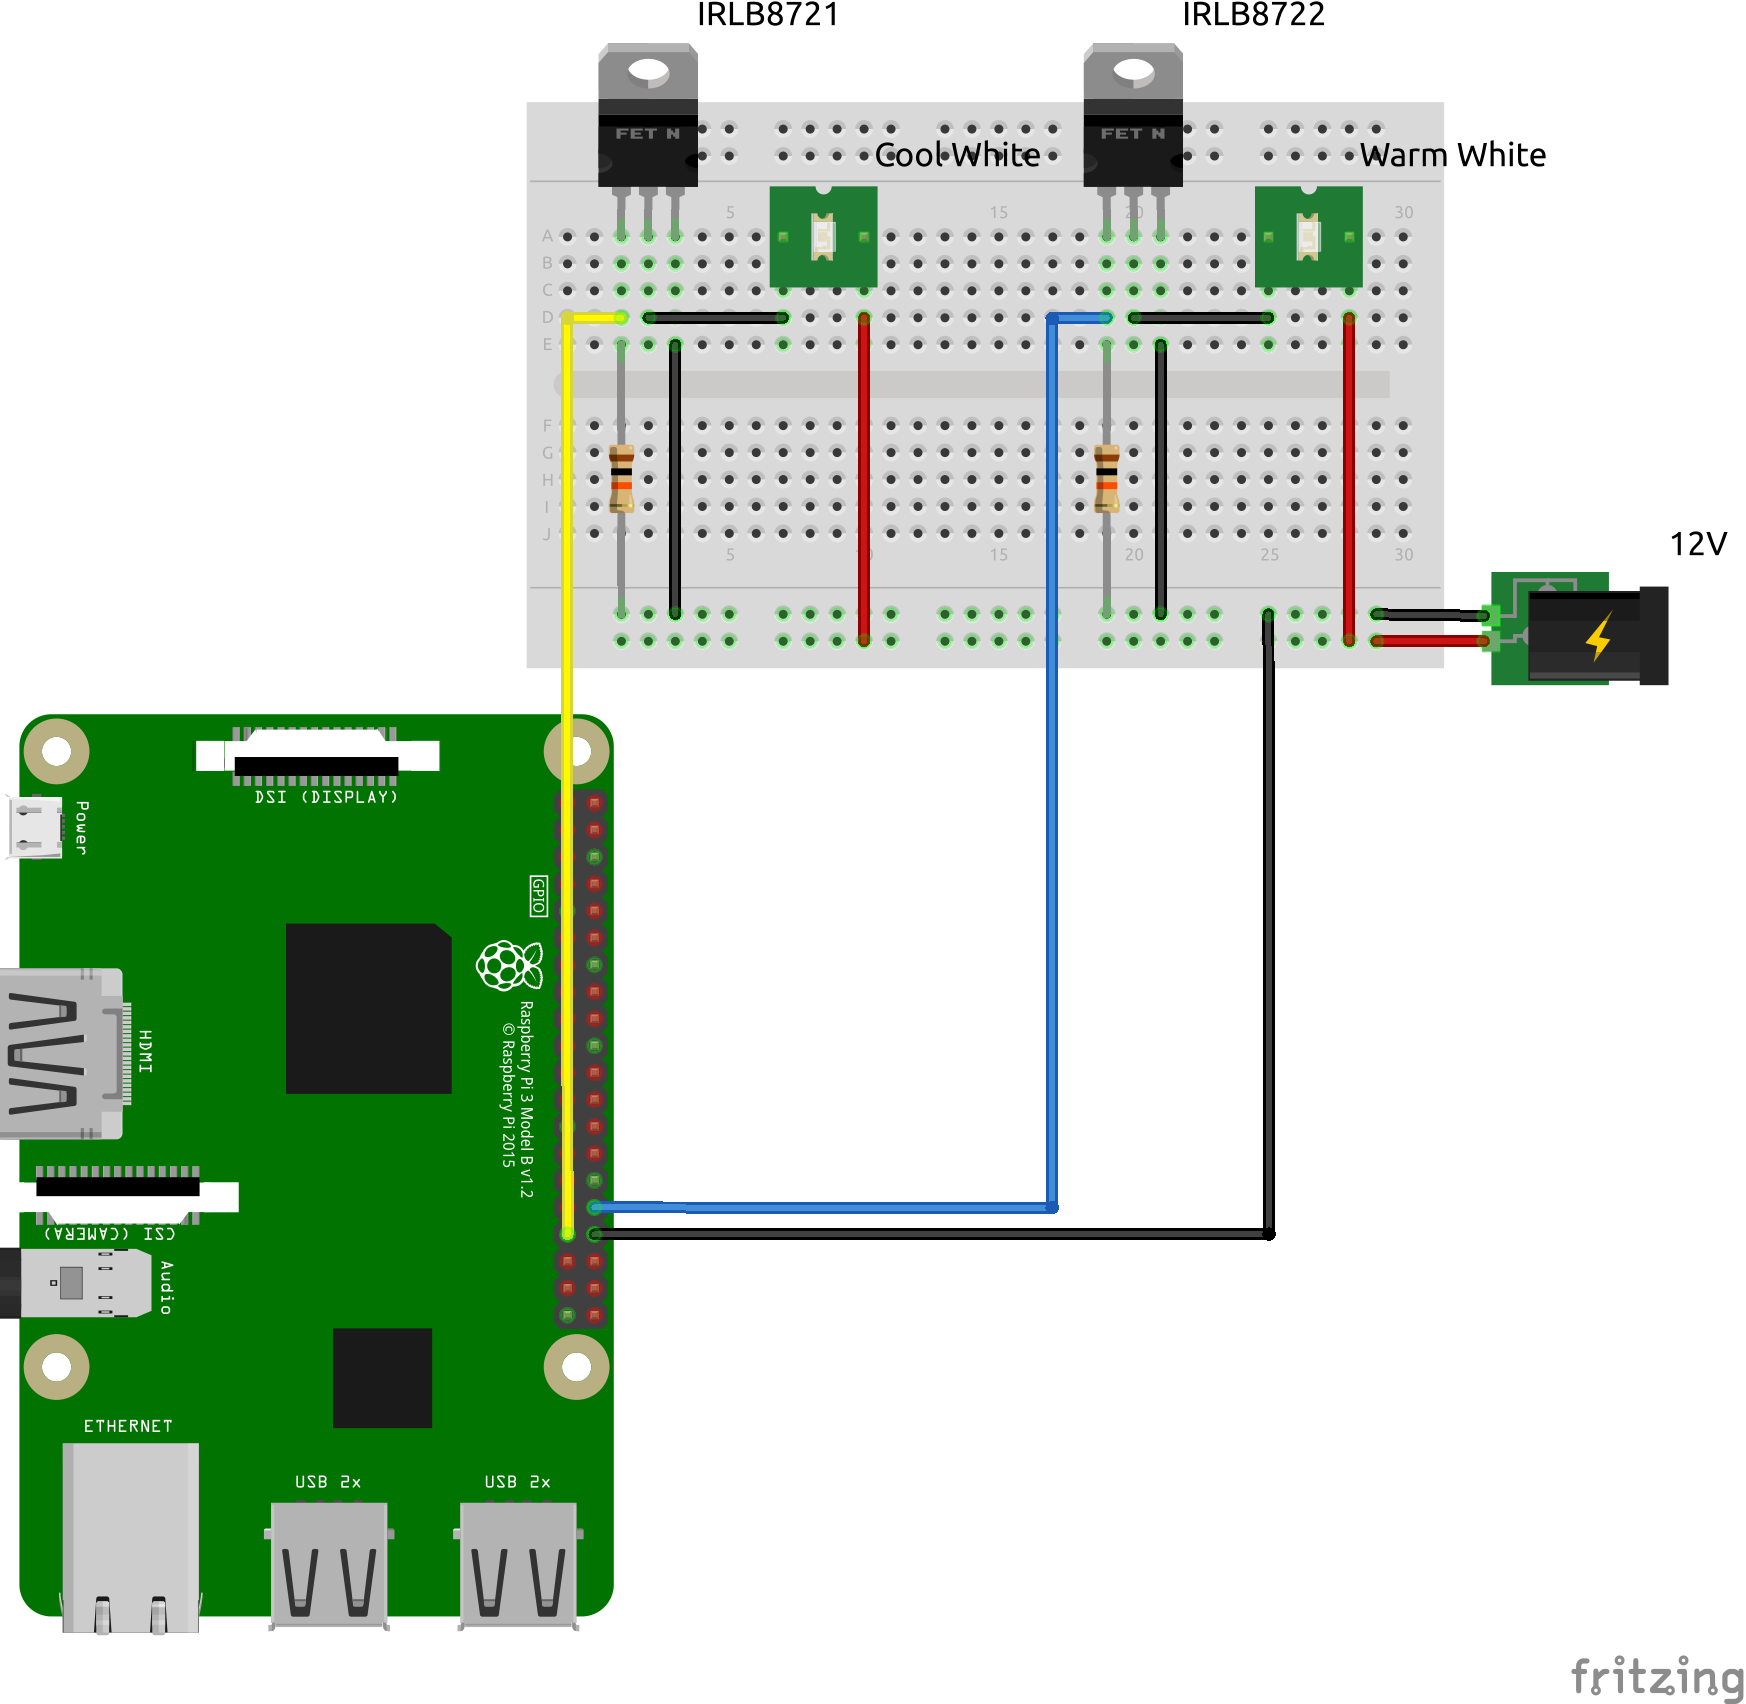 IRLB8721
IRLB8722
FET N
FET N
Cool White
Warm White
5
15
20
30
A
B
C
D
E
F
G
H
I
J
5
15
20
25
30
12V
DSI (DISPLAY)
Power
GPIO
Raspberry Pi 3 Model B v1.2
© Raspberry Pi 2015
HDMI
CSI (CAMERA)
Audio
ETHERNET
USB 2x
USB 2x
fritzing